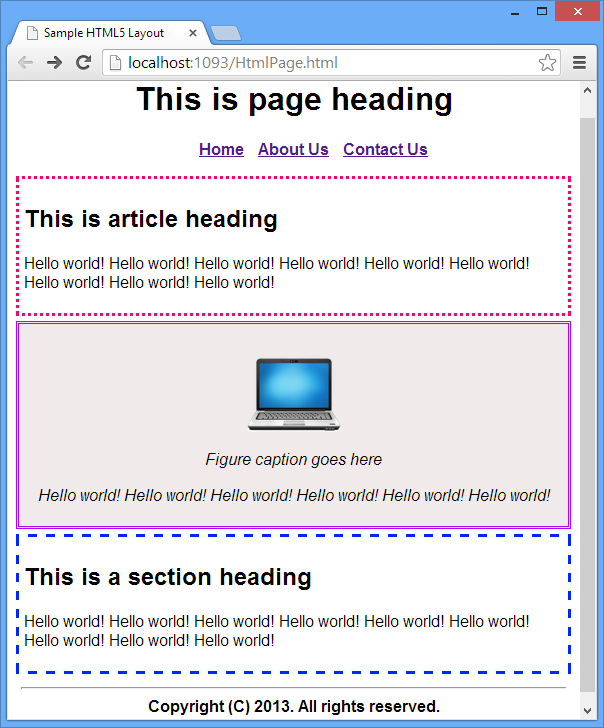 Sample HTML5 Layout
localhost:1093/HtmlPage.html
This is page heading
Home About Us Contact Us
This is article heading
Hello world! Hello world! Hello world! Hello world! Hello world! Hello world!
Hello world! Hello world! Hello world!
Figure caption goes here
Hello world! Hello world! Hello world! Hello world! Hello world! Hello world!
This is a section heading
Hello world! Hello world! Hello world! Hello world! Hello world! Hello world!
Hello world! Hello world! Hello world!
Copyright (C) 2013. All rights reserved.